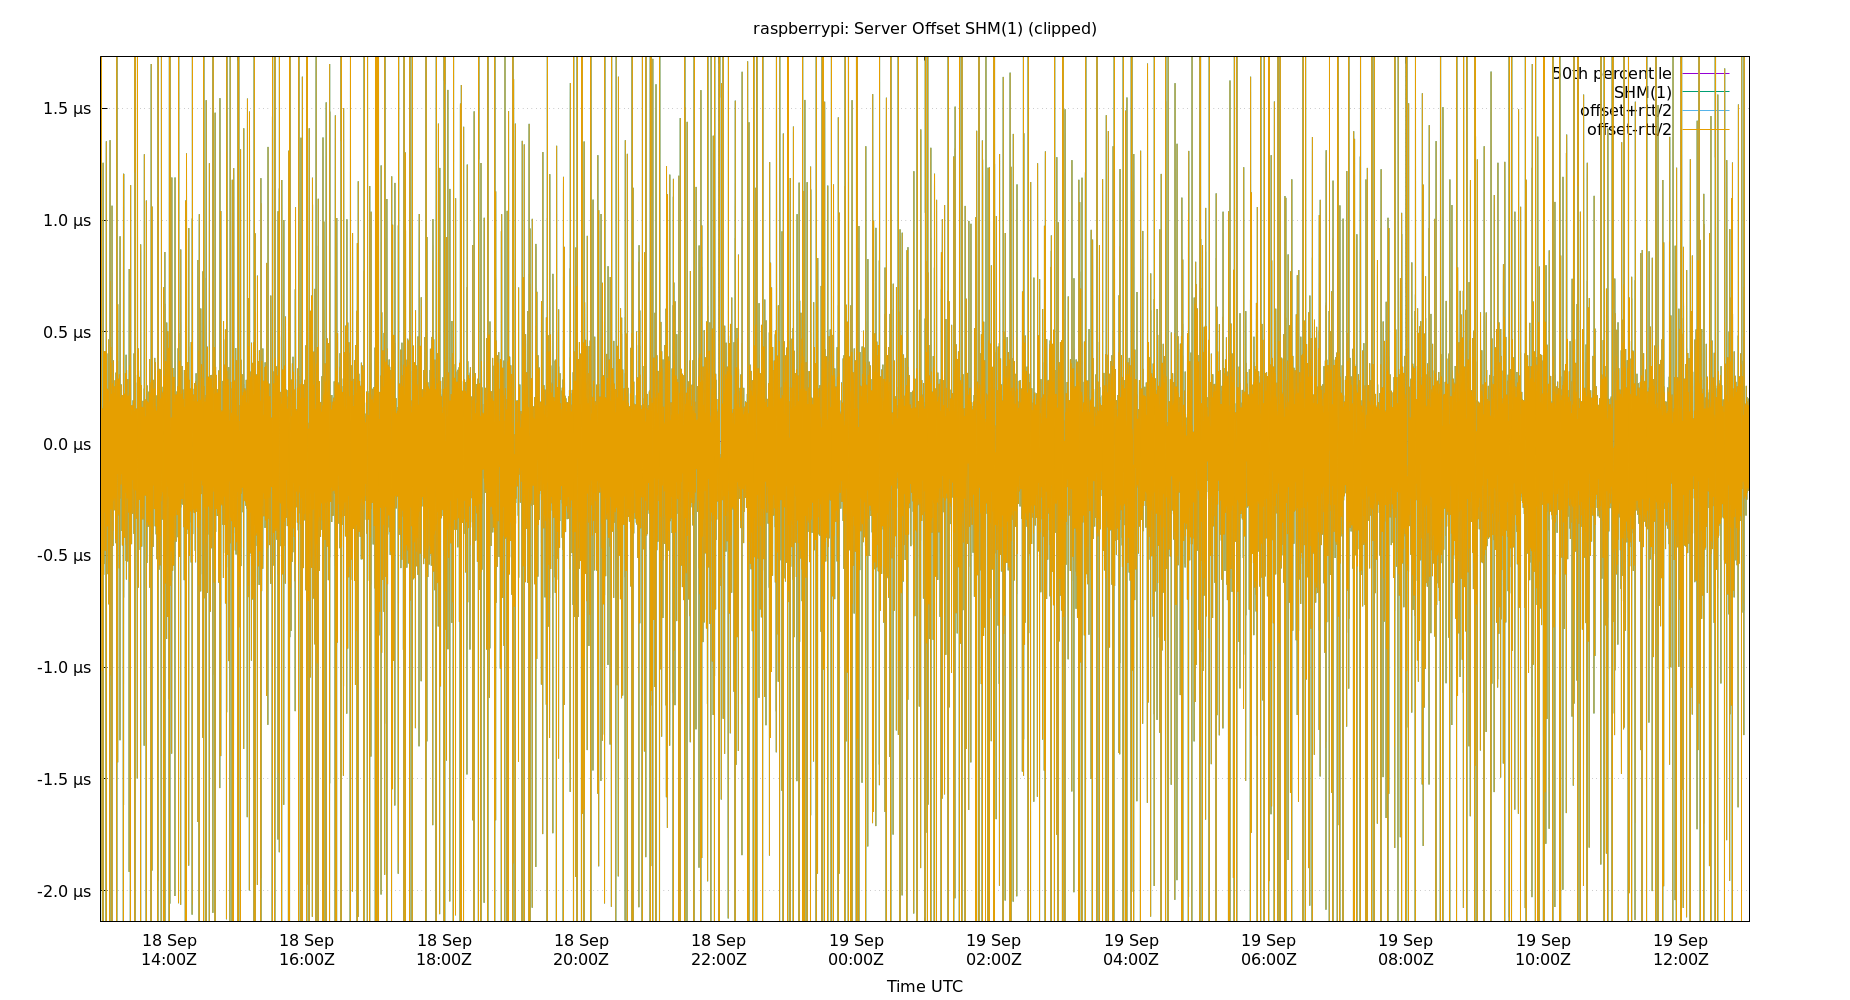 raspberrypi: Server Offset SHM(1) (clipped)
50th percentile
SHM(1)
offset+rtt/2
offset-rtt/2
1.5 µs
1.0 µs
0.5 µs
0.0 µs
-0.5 µs
-1.0 µs
-1.5 µs
-2.0 µs
18 Sep 18 Sep 18 Sep 18 Sep 18 Sep 19 Sep 19 Sep 19 Sep 19 Sep 19 Sep 19 Sep 19 Sep
14:00Z 16:00Z 18:00Z 20:00Z 22:00Z 00:00Z 02:00Z 04:00Z 06:00Z 08:00Z 10:00Z 12:00Z
Time UTC